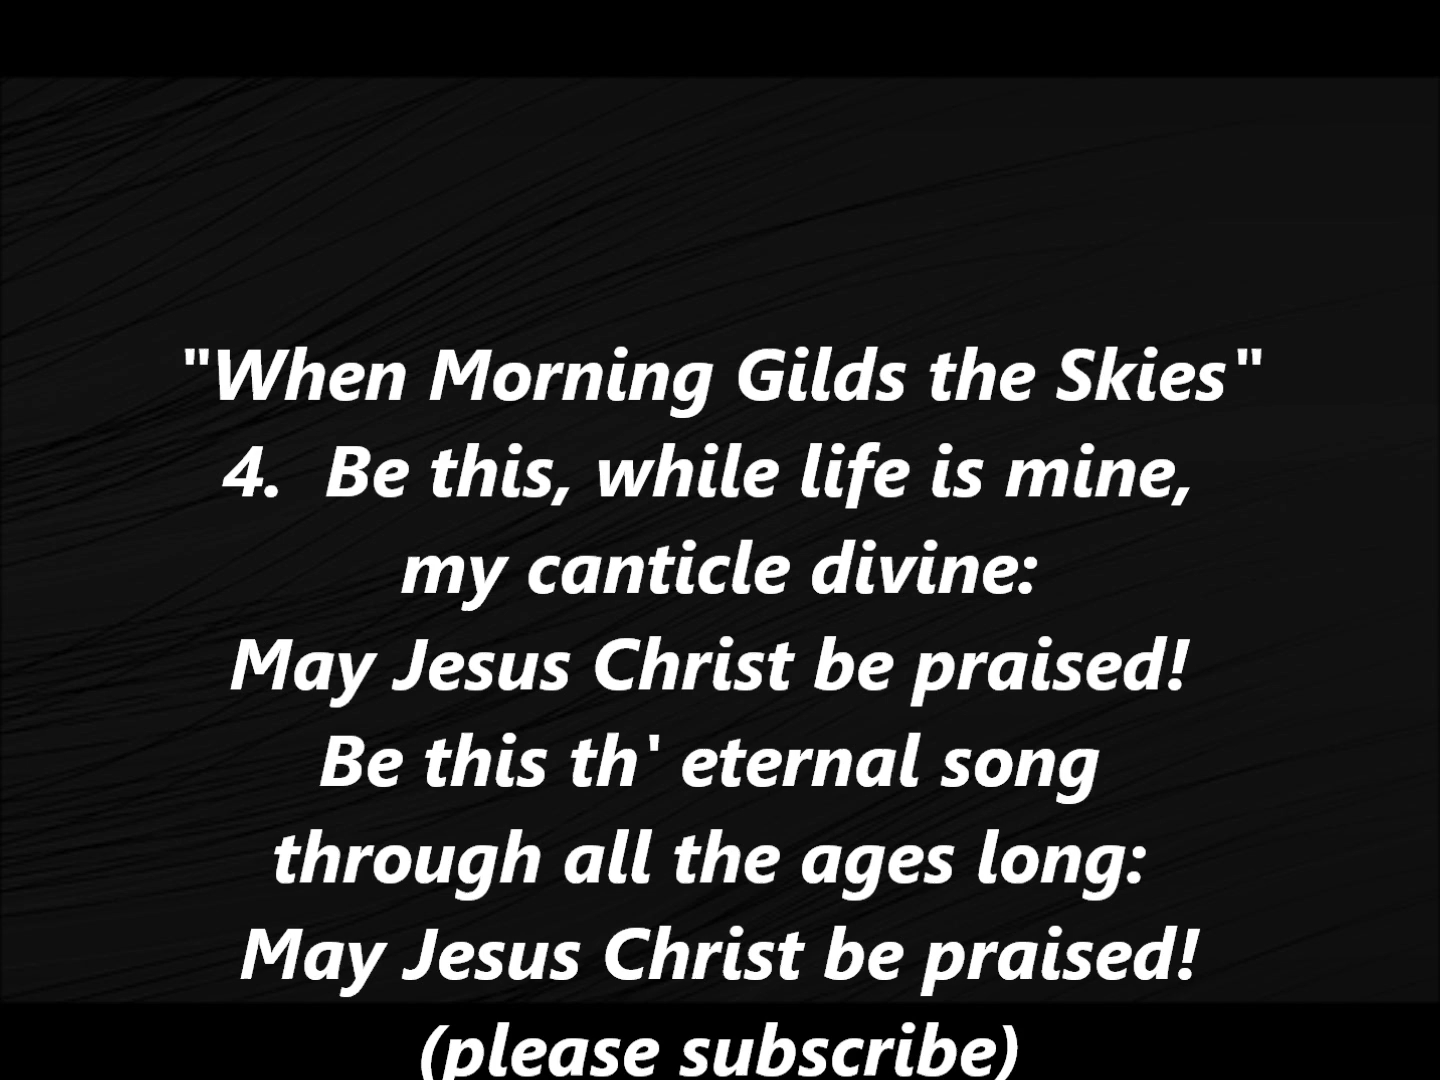 "When Morning Gilds the Skies"
4.  Be this, while life is mine,
my canticle divine:
May Jesus Christ be praised!
Be this th' eternal song
through all the ages long:
May Jesus Christ be praised!
(please subscribe)